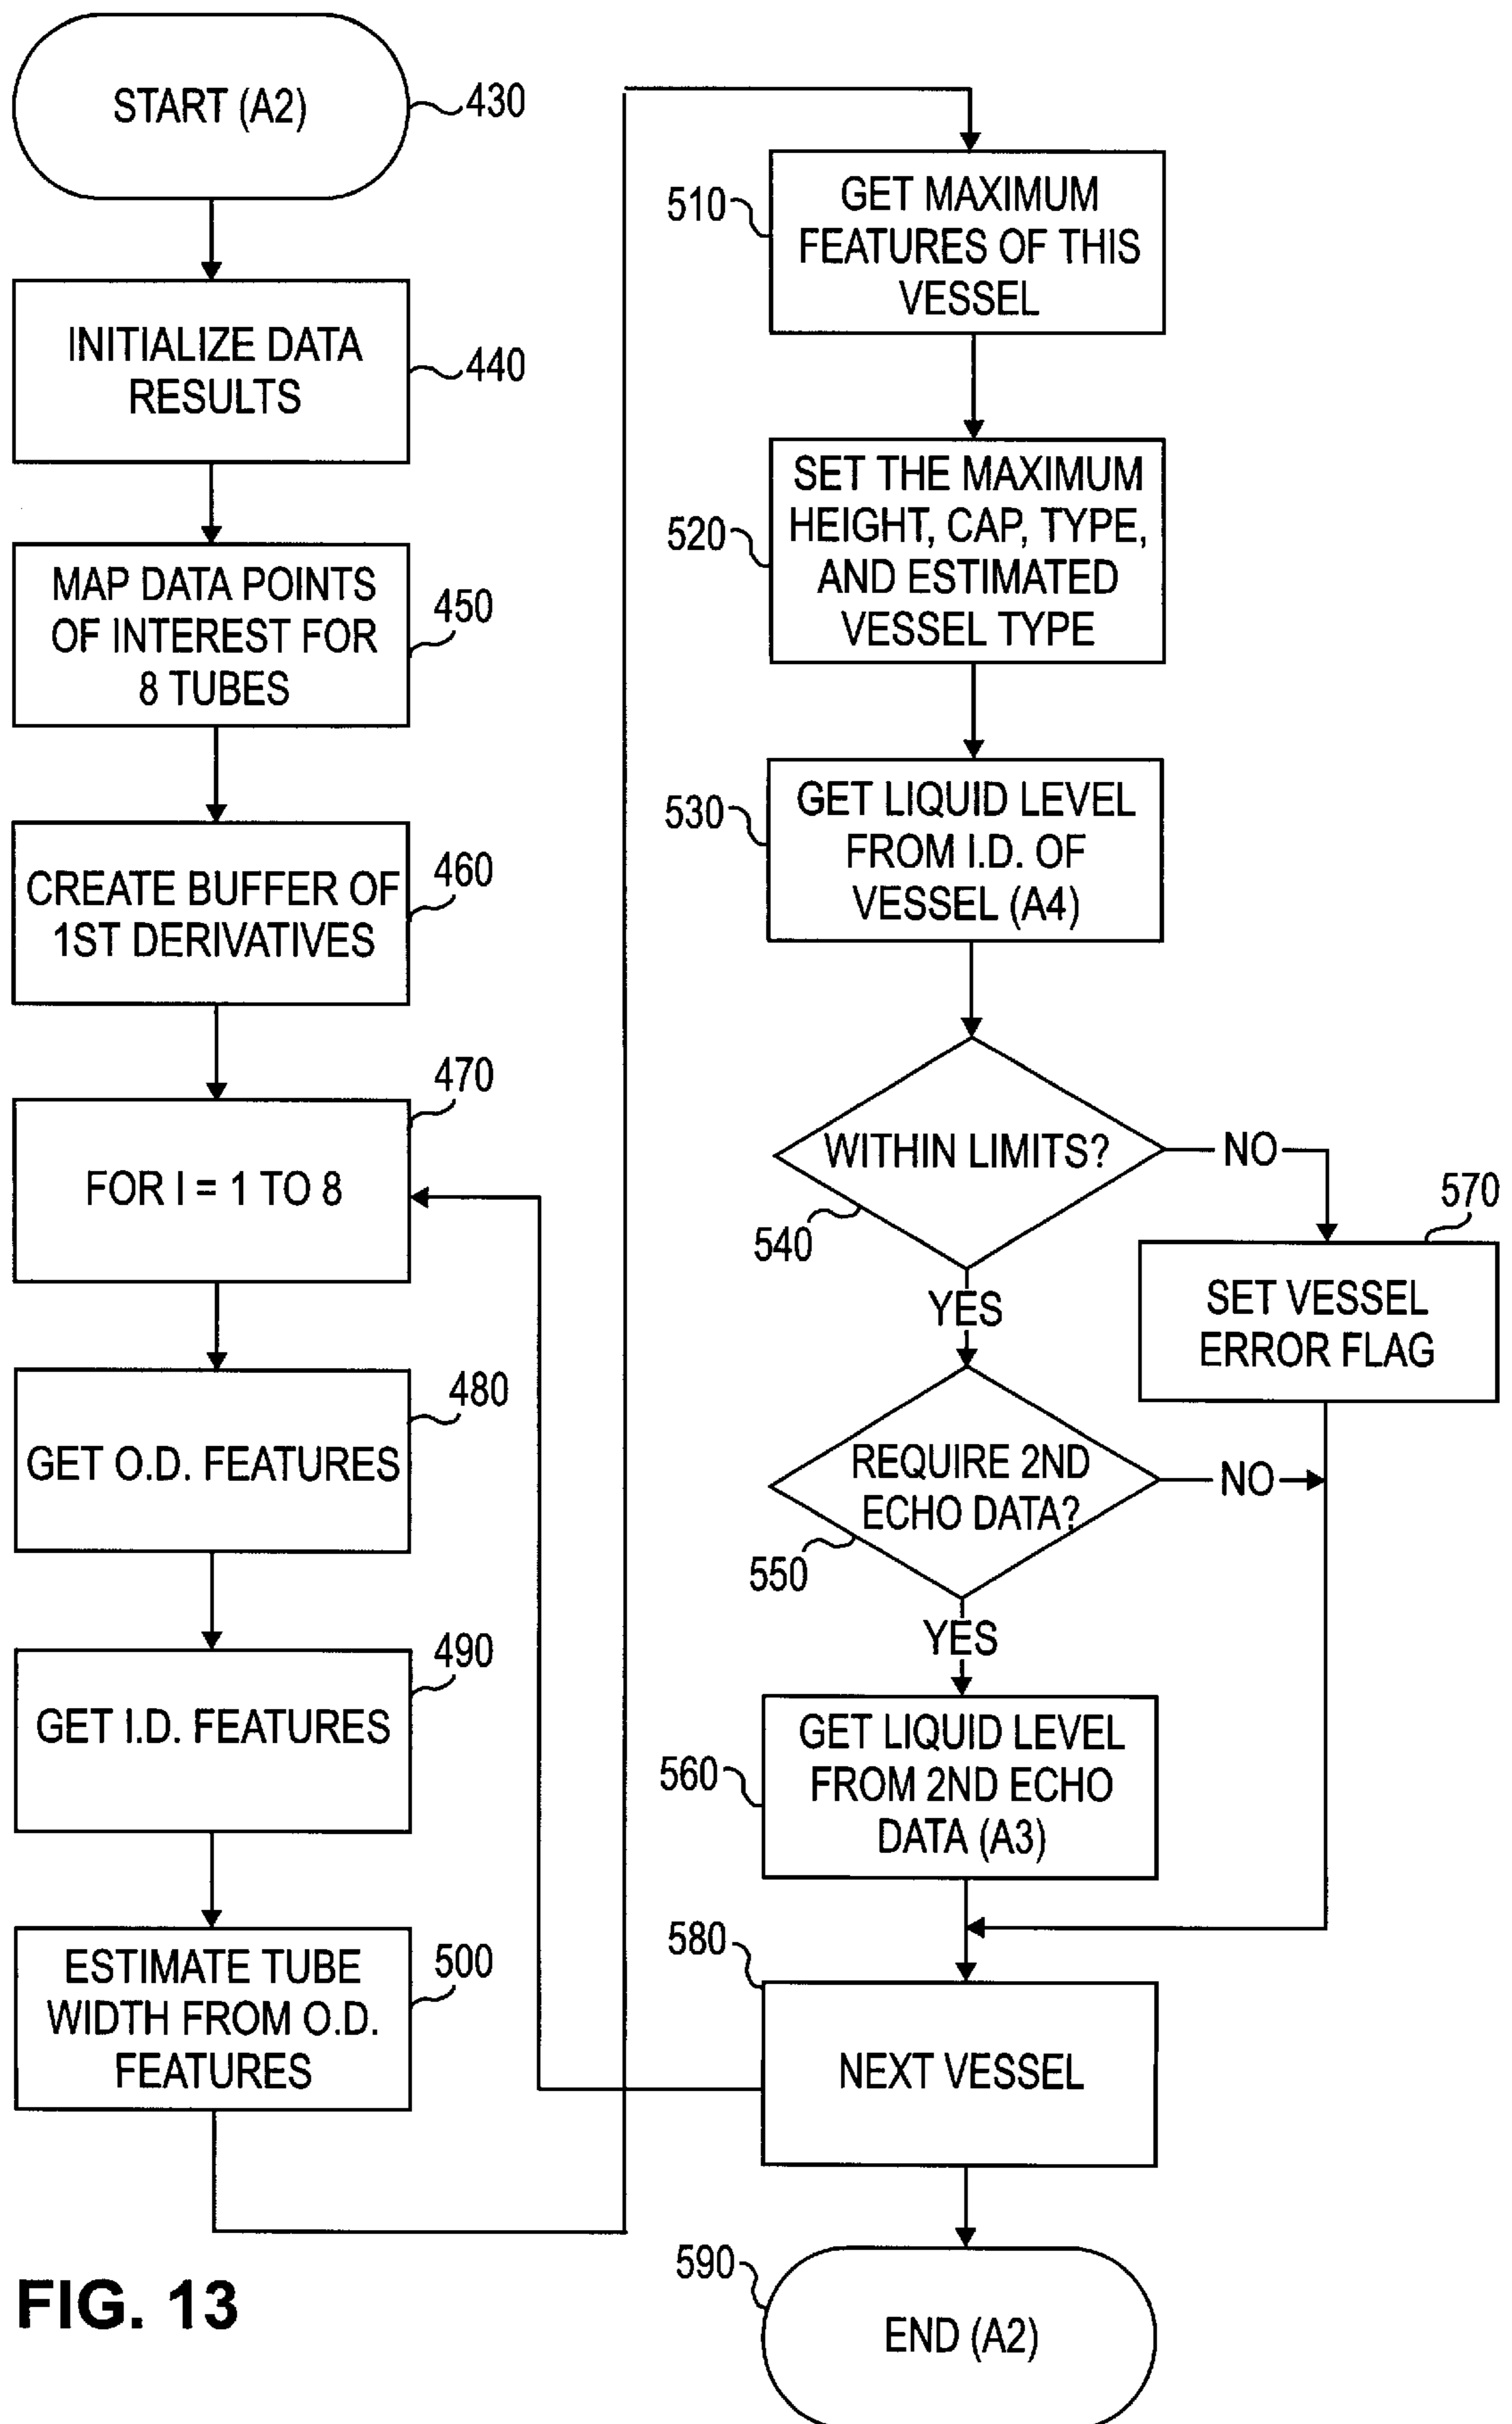 START (A2)
430
INITIALIZE DATA
RESULTS
440
MAP DATA POINTS
OF INTEREST FOR
8 TUBES
450
CREATE BUFFER OF
1ST DERIVATIVES
460
470
FOR I = 1 TO 8
480
GET O.D. FEATURES
490
GET I.D. FEATURES
ESTIMATE TUBE
WIDTH FROM O.D.
FEATURES
500
510
GET MAXIMUM
FEATURES OF THIS
VESSEL
520
SET THE MAXIMUM
HEIGHT, CAP, TYPE,
AND ESTIMATED
VESSEL TYPE
530
GET LIQUID LEVEL
FROM I.D. OF
VESSEL (A4)
WITHIN LIMITS?
NO
540
YES
570
SET VESSEL
ERROR FLAG
REQUIRE 2ND
ECHO DATA?
NO
550
YES
560
GET LIQUID LEVEL
FROM 2ND ECHO
DATA (A3)
580
NEXT VESSEL
590
END (A2)
FIG. 13